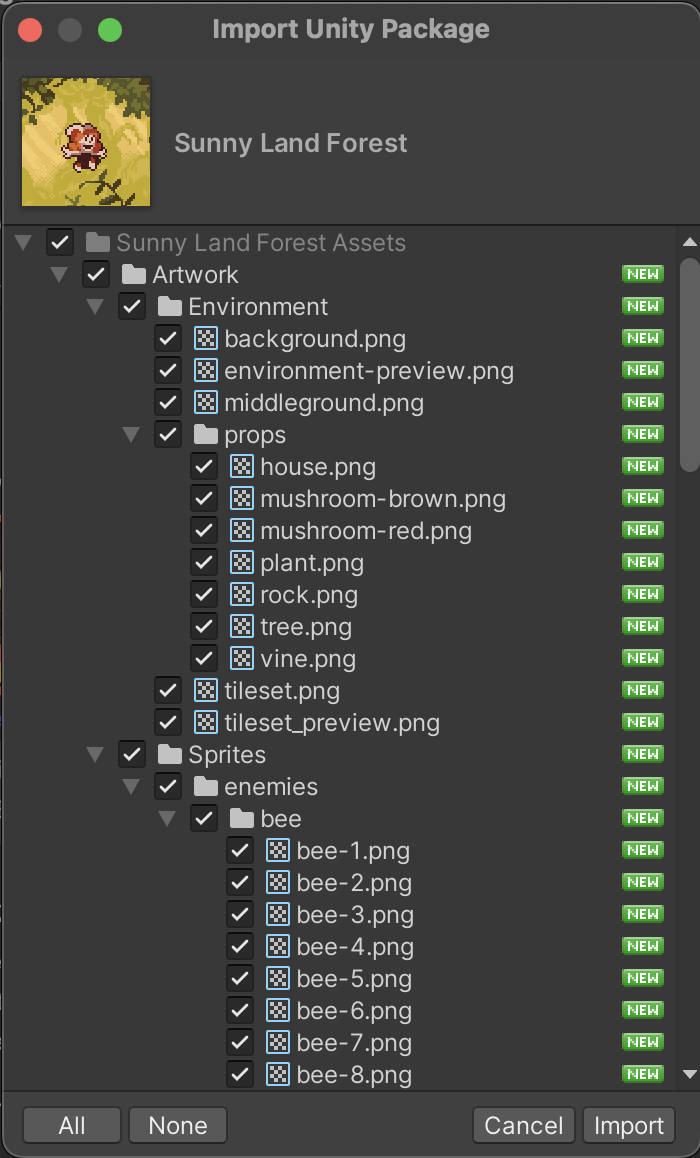 Import Unity Package
Sunny Land Forest
Sunny Land Forest Assets
Artwork NEW
Environment NEW
background.png NEW
environment-preview.png NEW
middleground.png NEW
props NEW
house.png NEW
mushroom-brown.png NEW
mushroom-red.png NEW
plant.png NEW
rock.png NEW
tree.png NEW
vine.png NEW
tileset.png NEW
tileset_preview.png NEW
Sprites NEW
enemies NEW
bee NEW
bee-1.png NEW
bee-2.png NEW
bee-3.png NEW
bee-4.png NEW
bee-5.png NEW
bee-6.png NEW
bee-7.png NEW
bee-8.png NEW
All None Cancel Import